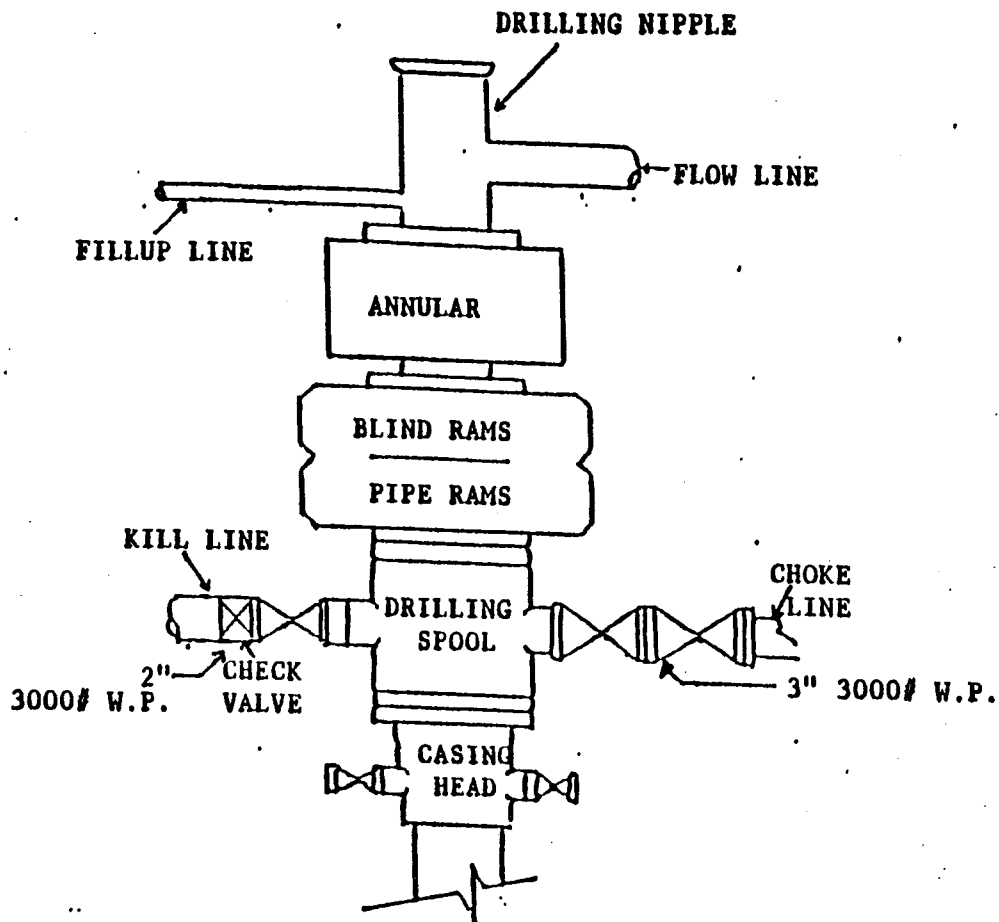 DRILLING NIPPLE
FLOW LINE
FILLUP LINE
ANNULAR
BLIND RAMS
PIPE RAMS
KILL LINE
CHOKE
LINE
DRILLING
SPOOL
2"
3000# W.P.
CHECK
VALVE
3" 3000# W.P.
CASING
HEAD